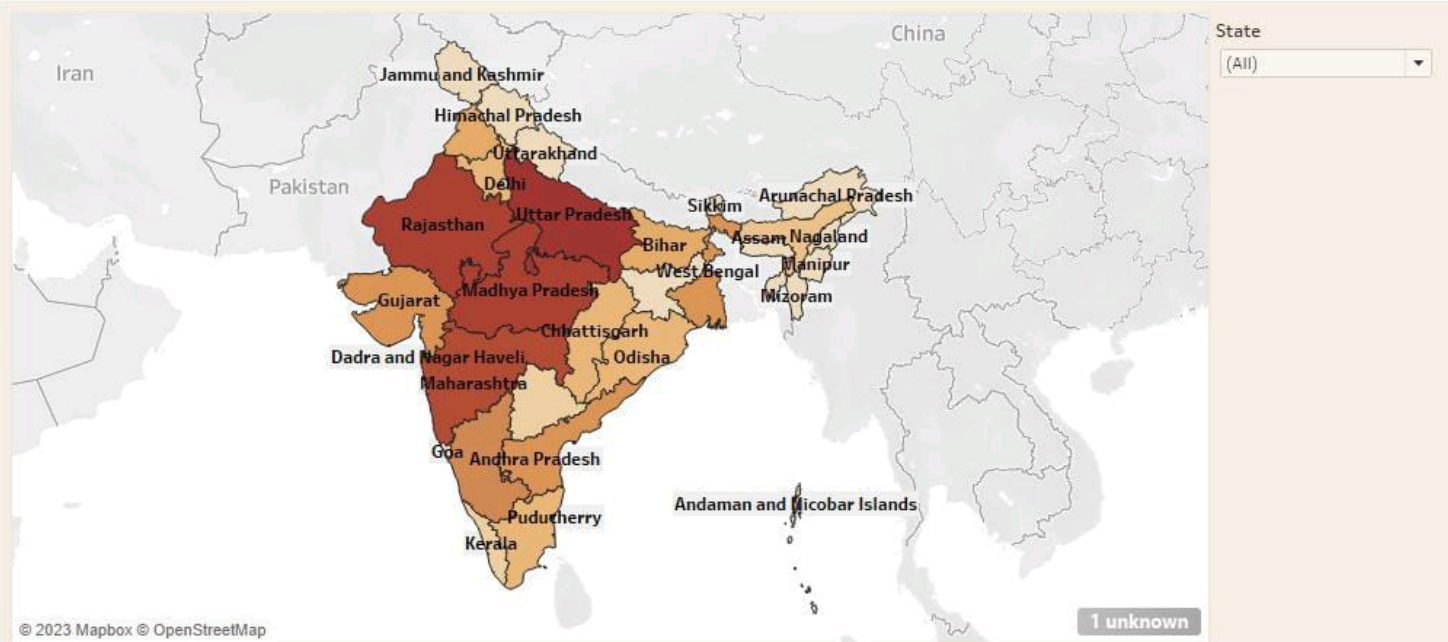 China
State
(All)
Iran
Jammu and Kashmir
Himachal Pradesh
Uttarakhand
Pakistan
Delhi
Arunachal Pradesh
Sikkim
Rajasthan
Uttar Pradesh
Assam
Nagaland
Bihar
Manipur
West Bengal
Madhya Pradesh
Mizoram
Gujarat
Chhattisgarh
Dadra and Nagar Haveli
Odisha
Maharashtra
Goa
Andhra Pradesh
Andaman and Nicobar Islands
Puducherry
Kerala
© 2023 Mapbox © OpenStreetMap
1 unknown